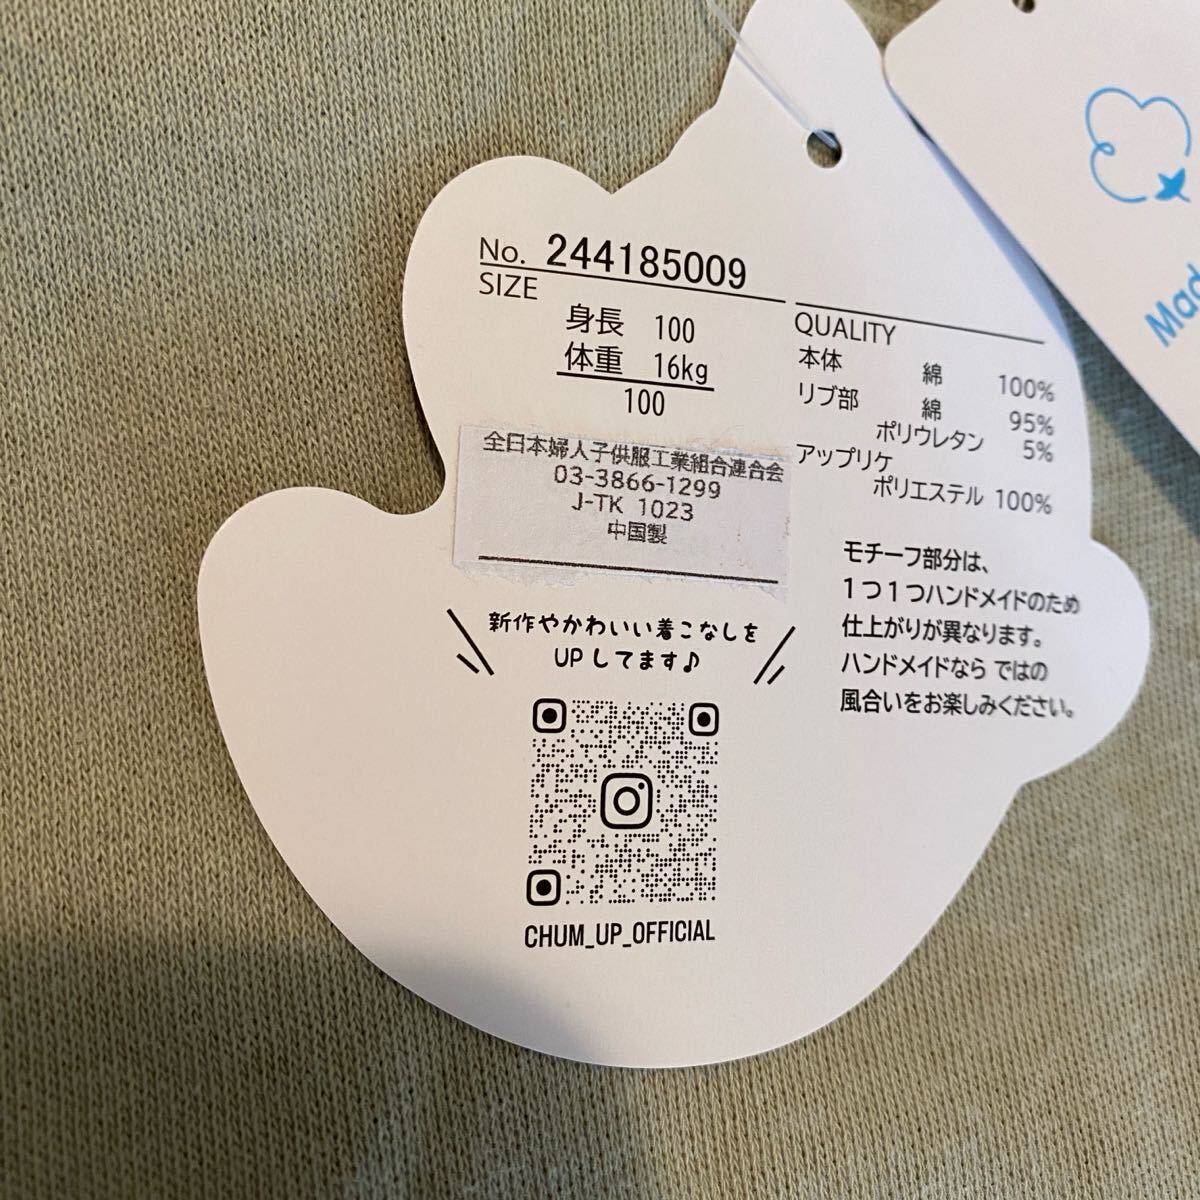 No. 244185009
SIZE
身長 100
体重 16kg
100
全日本婦人子供服工業組合連合会
03-3866-1299
J-TK 1023
中国製
QUALITY
本体 綿 100%
リブ部 綿 95%
ポリウレタン 5%
アップリケ
ポリエステル 100%
モチーフ部分は、
1つ1つハンドメイドのため
仕上がりが異なります。
ハンドメイドなら ではの
風合いをお楽しみください。
新作やかわいい着こなしを
UPしてます♪
CHUM_UP_OFFICIAL